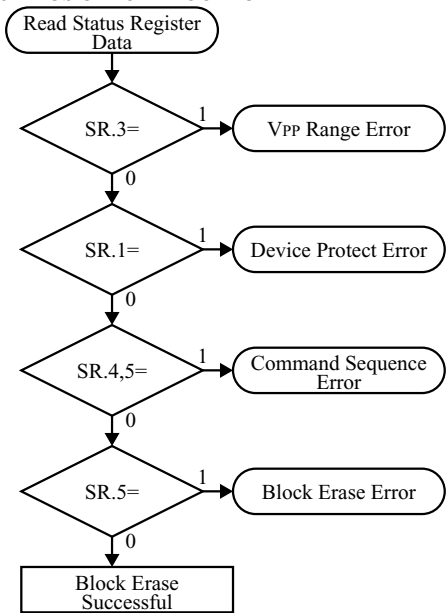 Read Status Register
Data
SR.3=
1
VPP Range Error
0
SR.1=
1
Device Protect Error
0
SR.4,5=
1
Command Sequence
Error
0
SR.5=
1
Block Erase Error
0
Block Erase
Successful